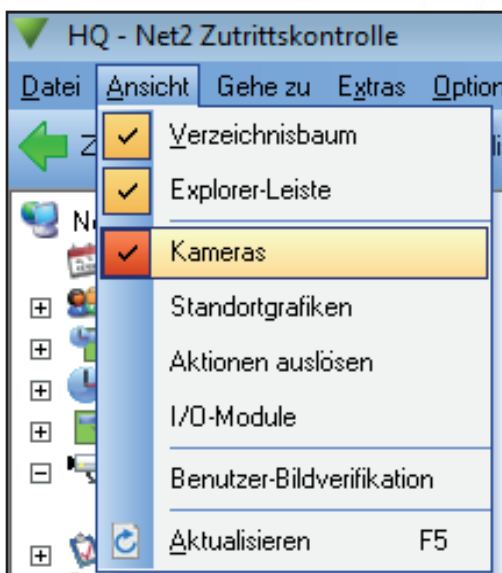 HQ - Net2 Zutrittskontrolle
Datei Ansicht Gehe zu Extras
Verzeichnisbaum
Explorer-Leiste
Kameras
Standortgrafiken
Aktionen auslösen
I/O-Module
Benutzer-Bildverifikation
Aktualisieren F5